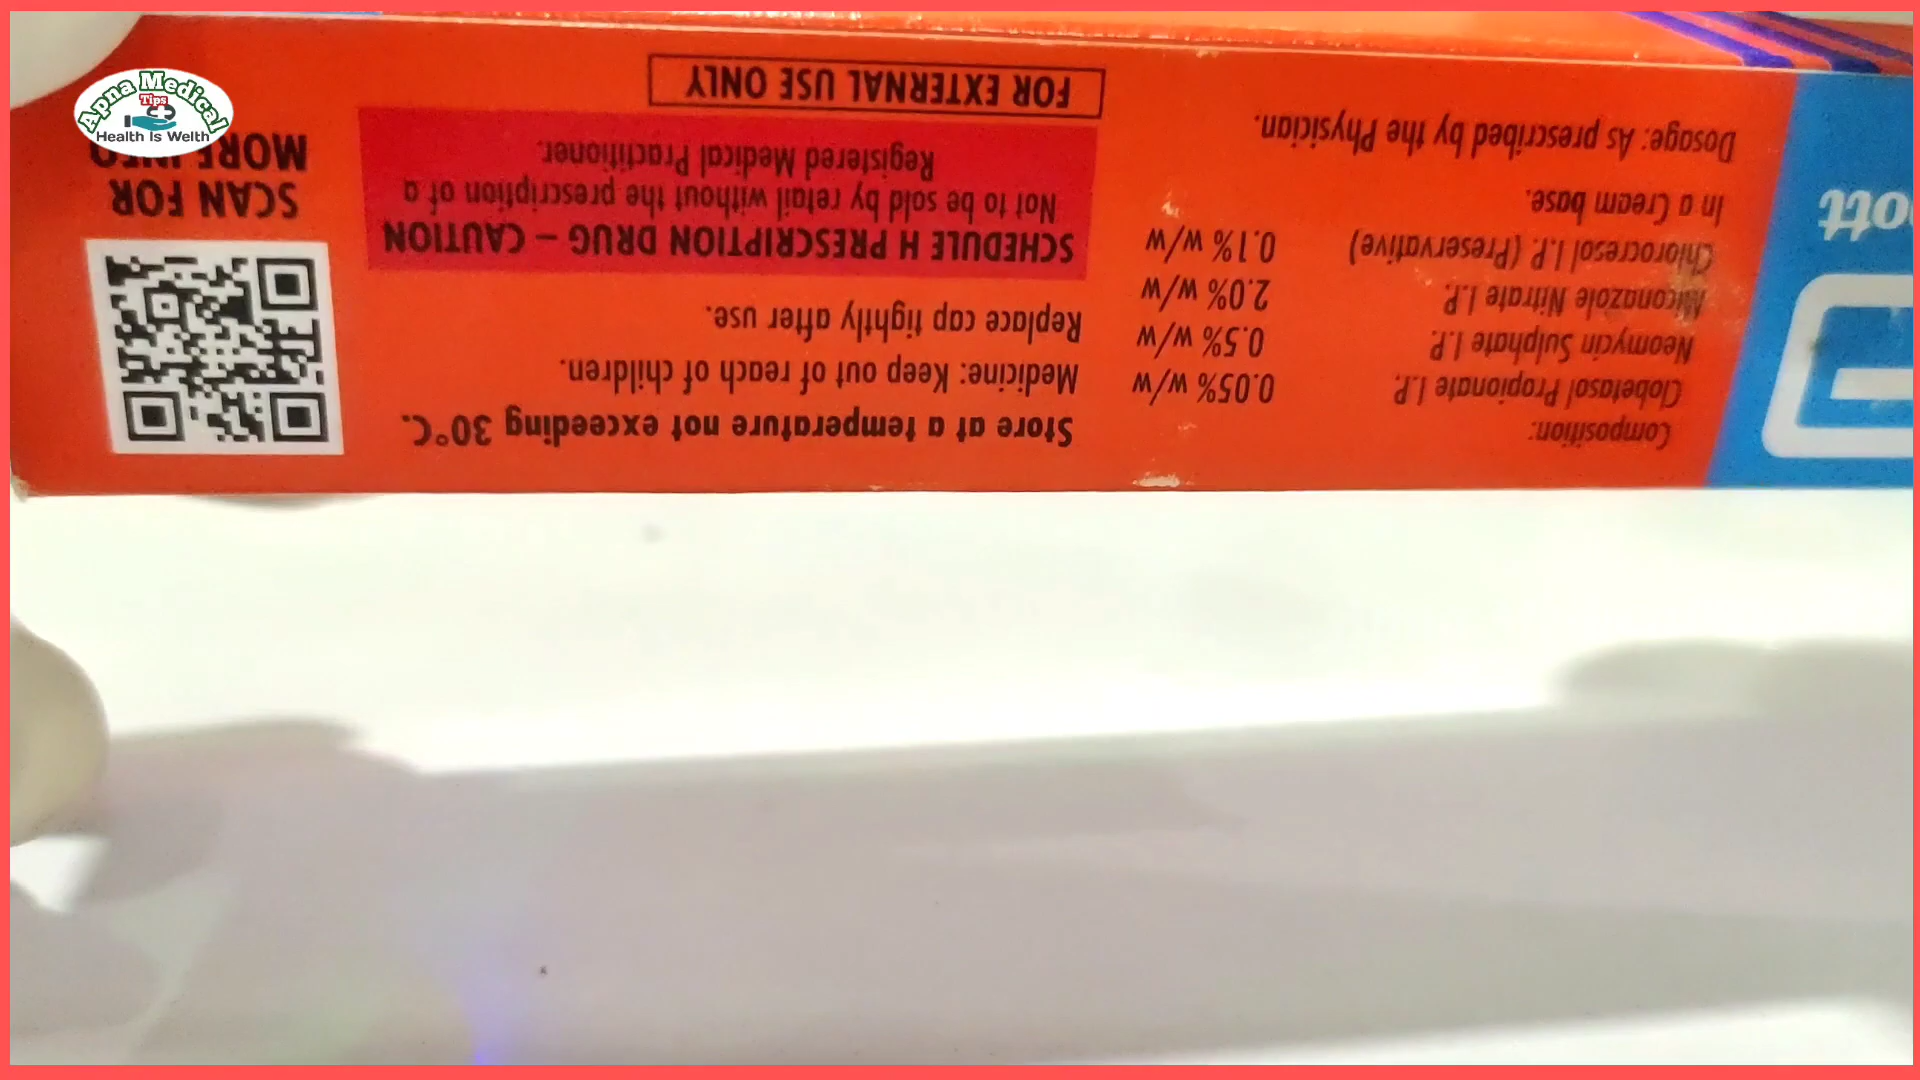 Apna Medical
Tips
Health Is Welth
Composition:
Clobetasol Propionate I.P. 0.05% w/w
Neomycin Sulphate I.P. 0.5% w/w
Miconazole Nitrate I.P. 2.0% w/w
Chlorocresol I.P. (Preservative) 0.1% w/w
In a Cream base.
Dosage: As prescribed by the Physician.
Store at a temperature not exceeding 30°C.
Medicine: Keep out of reach of children.
Replace cap tightly after use.
SCHEDULE H PRESCRIPTION DRUG – CAUTION
Not to be sold by retail without the prescription of a
Registered Medical Practitioner.
FOR EXTERNAL USE ONLY
SCAN FOR
MORE INFO
ott